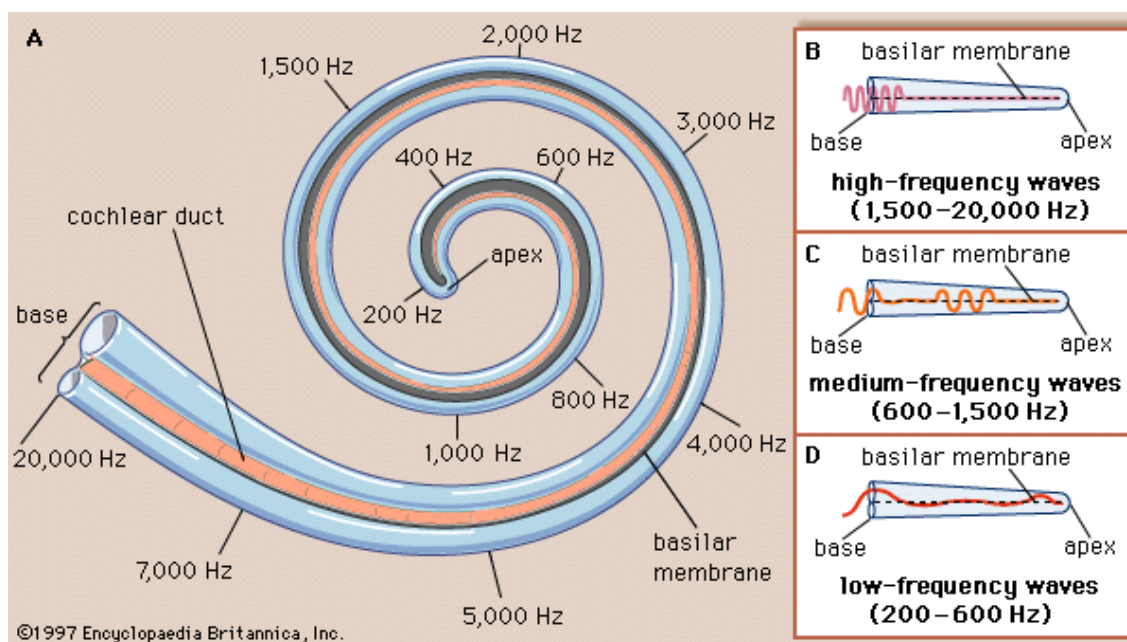 A
2,000 Hz
1,500 Hz
3,000 Hz
400 Hz
600 Hz
cochlear duct
apex
200 Hz
base
800 Hz
20,000 Hz
1,000 Hz
4,000 Hz
7,000 Hz
basilar
membrane
5,000 Hz
©1997 Encyclopaedia Britannica, Inc.
B
basilar membrane
base
apex
high-frequency waves
(1,500–20,000 Hz)
C
basilar membrane
base
apex
medium-frequency waves
(600–1,500 Hz)
D
basilar membrane
base
apex
low-frequency waves
(200–600 Hz)